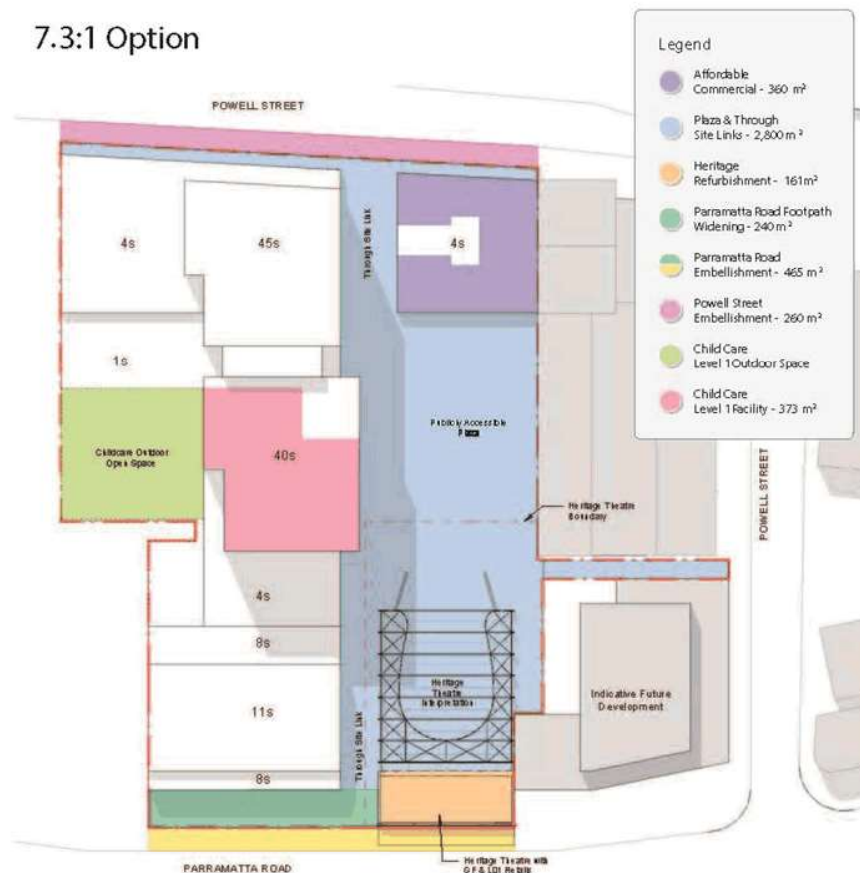 7.3:1 Option
Legend
Affordable
Commercial - 360 m²
Plaza & Through
Site Links - 2,800 m²
Heritage
Refurbishment - 161m²
Parramatta Road Footpath
Widening - 240 m²
Parramatta Road
Embellishment - 465 m²
Powell Street
Embellishment - 260 m²
Child Care
Level 1 Outdoor Space
Child Care
Level 1 Facility - 373 m²
POWELL STREET
4s
45s
Through Site Link
4s
1s
Childcare Outdoor
Open Space
40s
Publicly Accessible
Plaza
Heritage Theatre
Boundary
POWELL STREET
4s
8s
11s
8s
Through Site Link
Heritage
Theatre
Interpretation
Indicative Future
Development
PARRAMATTA ROAD
Heritage Theatre with
GF & L01 Retails